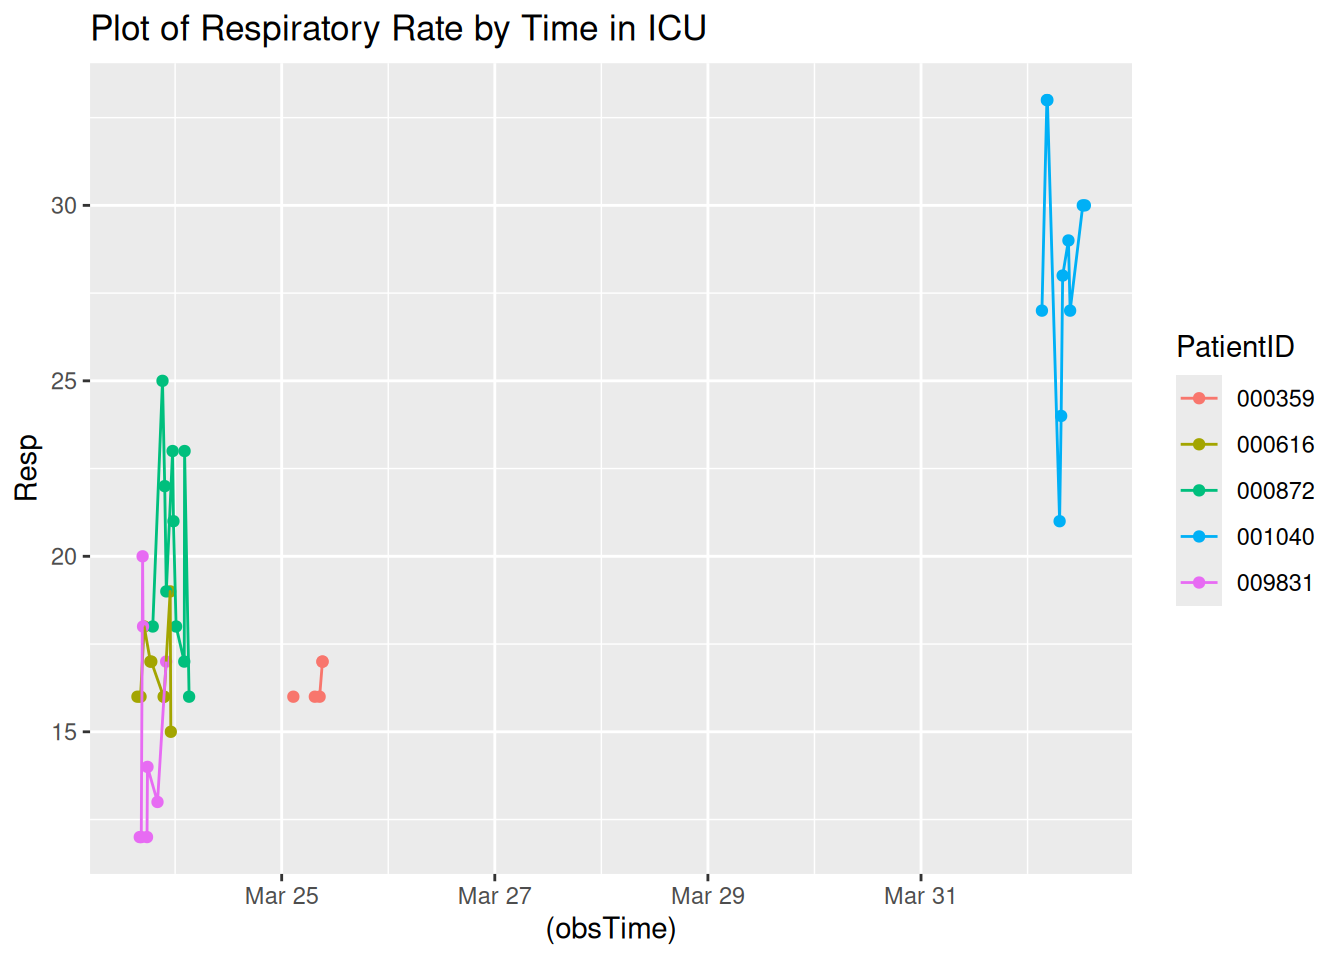 Plot of Respiratory Rate by Time in ICU
30
25
20
15
Resp
Mar 25
Mar 27
Mar 29
Mar 31
(obsTime)
PatientID
000359
000616
000872
001040
009831